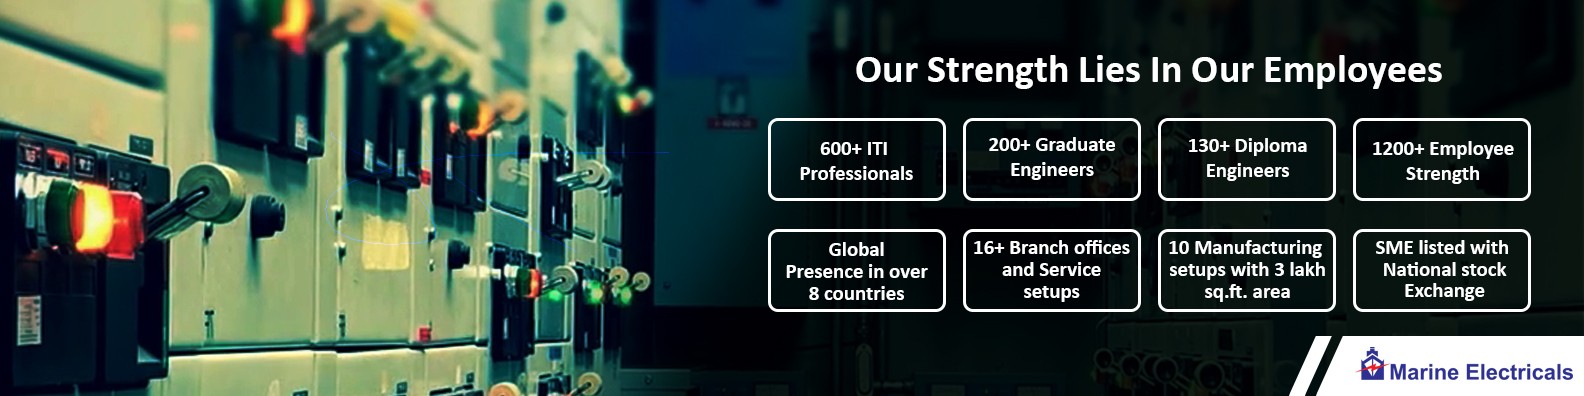 Our Strength Lies In Our Employees
600+ ITI
Professionals
200+ Graduate
Engineers
130+ Diploma
Engineers
1200+ Employee
Strength
Global
Presence in over
8 countries
16+ Branch offices
and Service
setups
10 Manufacturing
setups with 3 lakh
sq.ft. area
SME listed with
National stock
Exchange
Marine Electricals